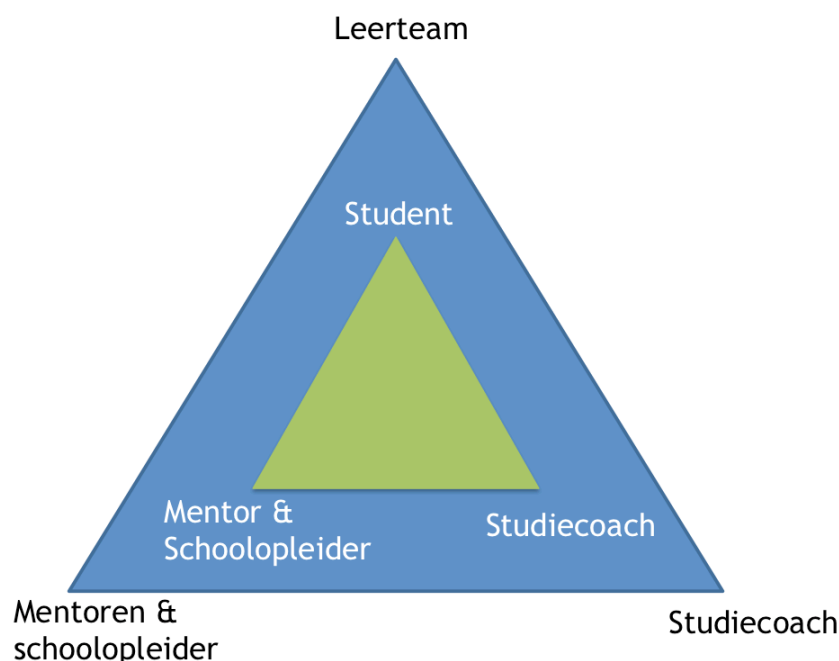 Leerteam
Student
Mentor &
Schoolopleider
Studiecoach
Mentoren &
schoolopleider
Studiecoach